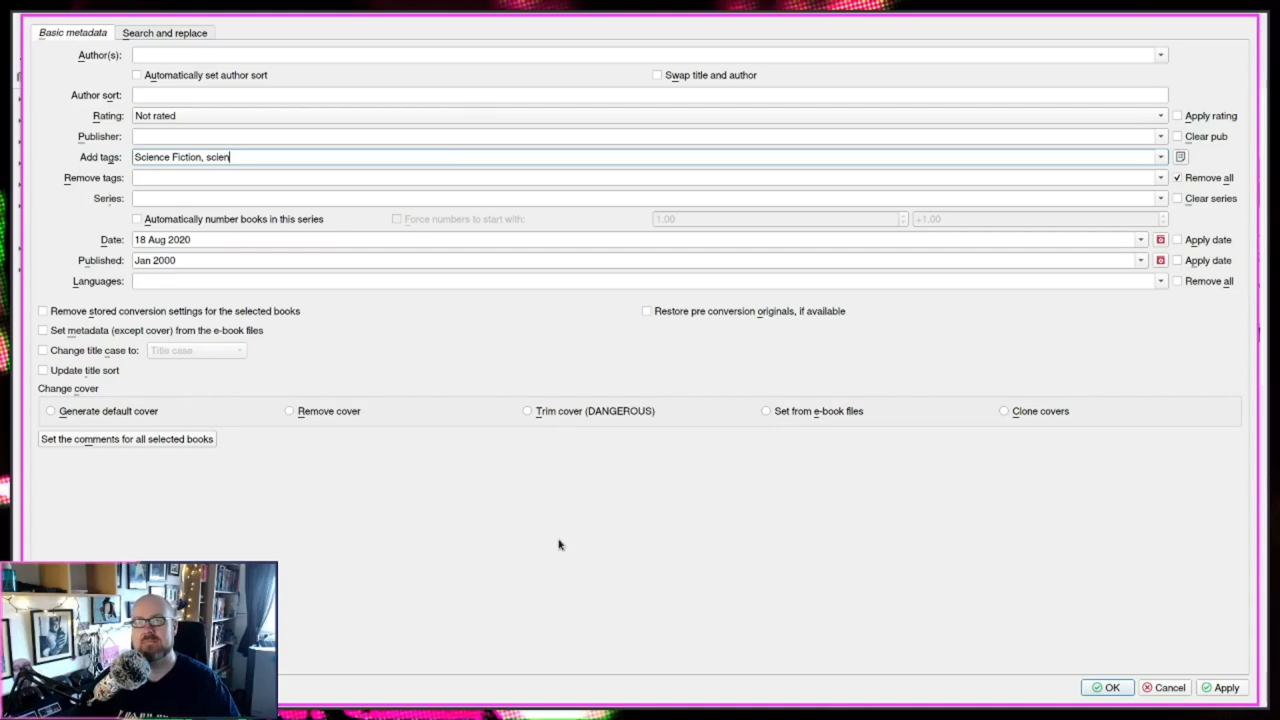 Basic metadata Search and replace
Author(s):
Automatically set author sort Swap title and author
Author sort:
Rating: Not rated Apply rating
Publisher: Clear pub
Add tags: Science Fiction, scien
Remove tags: Remove all
Series: Clear series
Automatically number books in this series Force numbers to start with: 1.00 +1.00
Date: 18 Aug 2020 Apply date
Published: Jan 2000 Apply date
Languages: Remove all
Remove stored conversion settings for the selected books Restore pre conversion originals, if available
Set metadata (except cover) from the e-book files
Change title case to: Title case
Update title sort
Change cover
Generate default cover Remove cover Trim cover (DANGEROUS) Set from e-book files Clone covers
Set the comments for all selected books
OK Cancel Apply